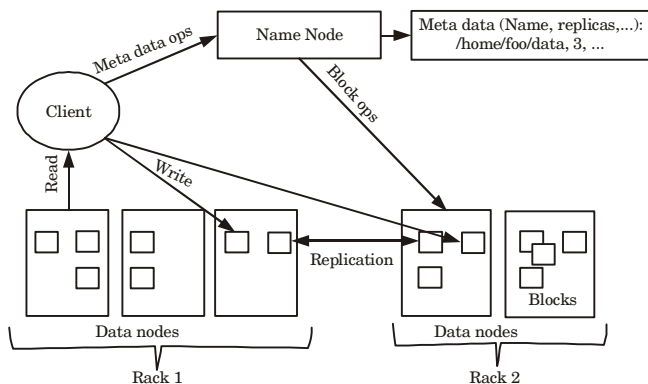 Meta data (Name, replicas,...):
/home/foo/data, 3, ...
Name Node
Meta data ops
Block ops
Client
Read
Write
Replication
Blocks
Data nodes
Data nodes
Rack 1
Rack 2